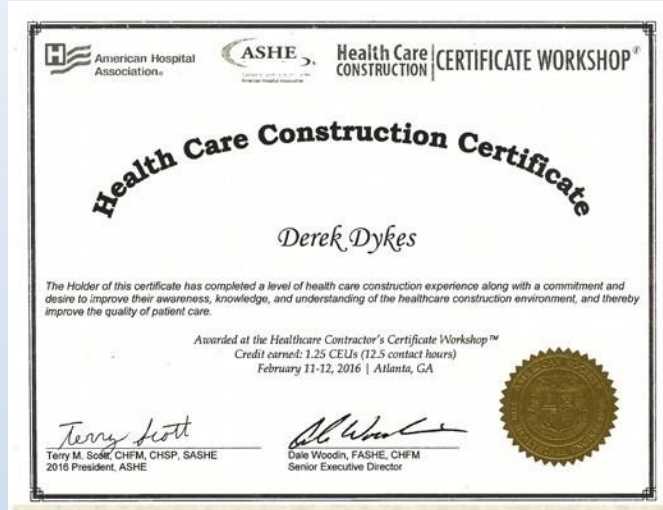 American Hospital
Association®
ASHE
Health Care
CONSTRUCTION
CERTIFICATE WORKSHOP®
Health Care Construction Certificate
Derek Dykes
The Holder of this certificate has completed a level of health care construction experience along with a commitment and
desire to improve their awareness, knowledge, and understanding of the healthcare construction environment, and thereby
improve the quality of patient care.
Awarded at the Healthcare Contractor's Certificate Workshop™
Credit earned: 1.25 CEUs (12.5 contact hours)
February 11-12, 2016 | Atlanta, GA
Terry Scott
Terry M. Scott, CHFM, CHSP, SASHE
2016 President, ASHE
Dale Woodin, FASHE, CHFM
Senior Executive Director